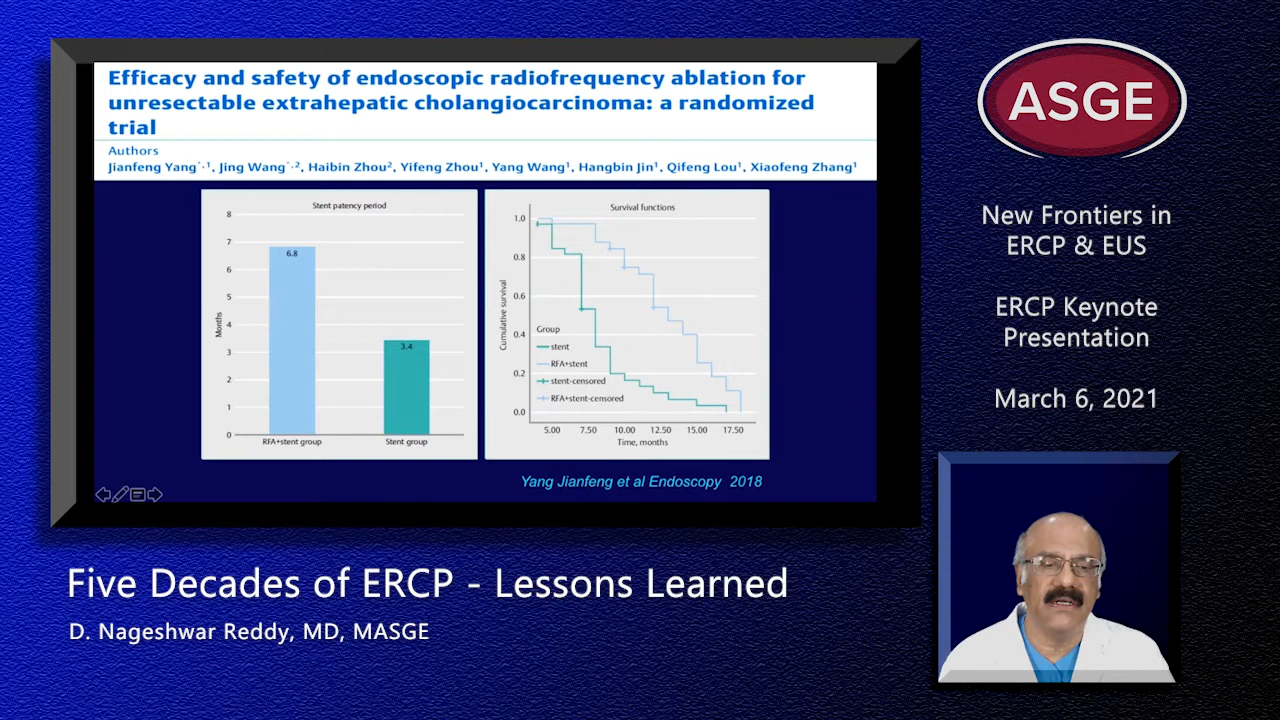 Efficacy and safety of endoscopic radiofrequency ablation for
unresectable extrahepatic cholangiocarcinoma: a randomized
trial
Authors
Jianfeng Yang*,1, Jing Wang*,2, Haibin Zhou2, Yifeng Zhou1, Yang Wang1, Hangbin Jin1, Qifeng Lou1, Xiaofeng Zhang1
Stent patency period
8
7
6
5
4
3
2
1
0
Months
6.8
3.4
RFA+stent group
Stent group
Survival functions
1.0
0.8
0.6
0.4
0.2
0.0
Cumulative survival
Group
stent
RFA+stent
stent-censored
RFA+stent-censored
5.00 7.50 10.00 12.50 15.00 17.50
Time, months
Yang Jianfeng et al Endoscopy 2018
ASGE
New Frontiers in
ERCP & EUS
ERCP Keynote
Presentation
March 6, 2021
Five Decades of ERCP - Lessons Learned
D. Nageshwar Reddy, MD, MASGE